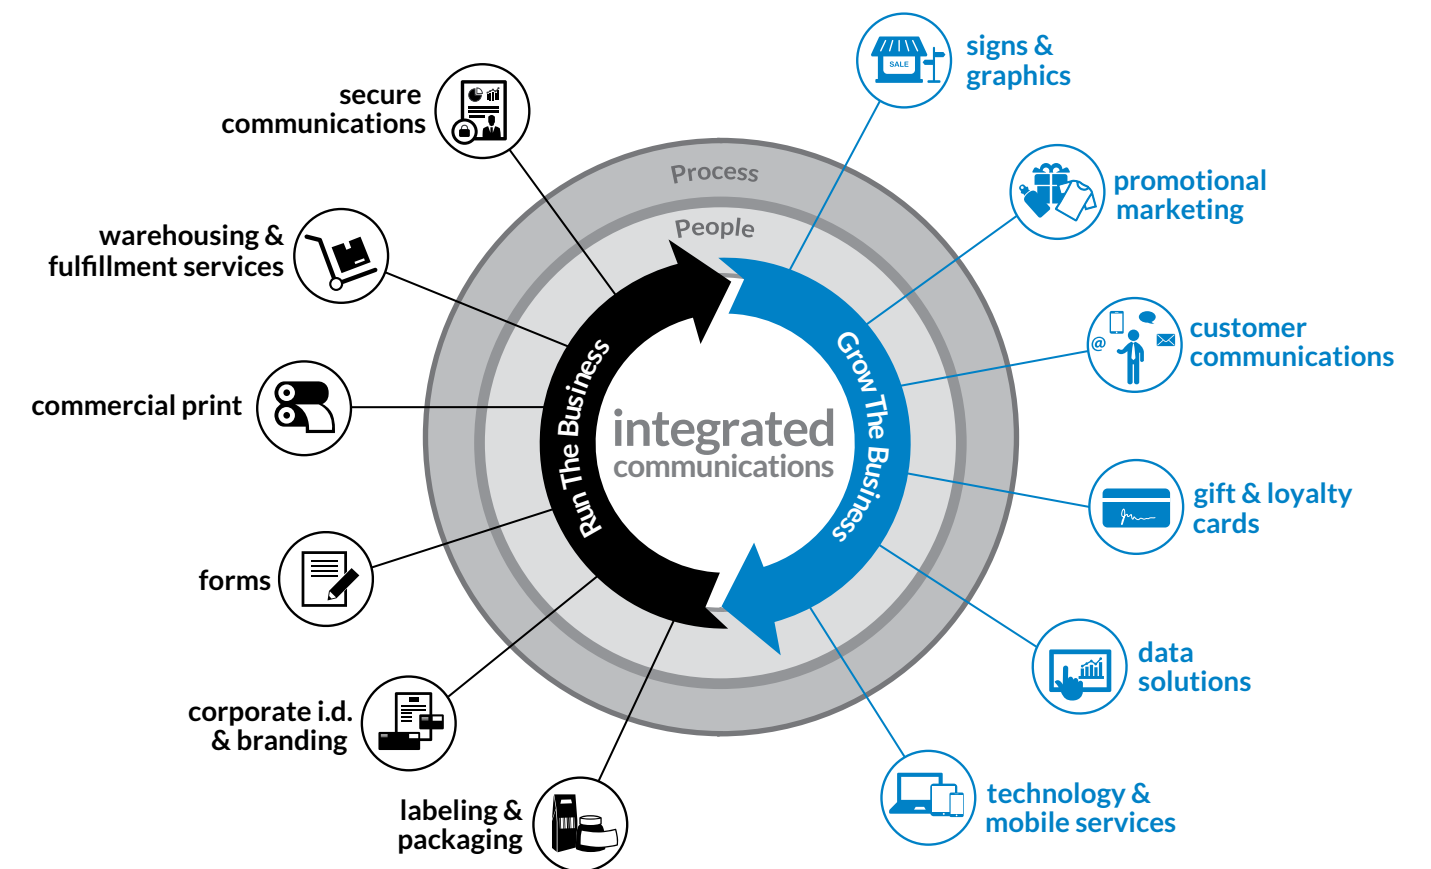 secure
communications
warehousing &
fulfillment services
commercial print
forms
corporate i.d.
& branding
labeling &
packaging
Process
People
Run The Business
Grow The Business
integrated
communications
SALE
signs &
graphics
promotional
marketing
@
customer
communications
gift & loyalty
cards
data
solutions
technology &
mobile services